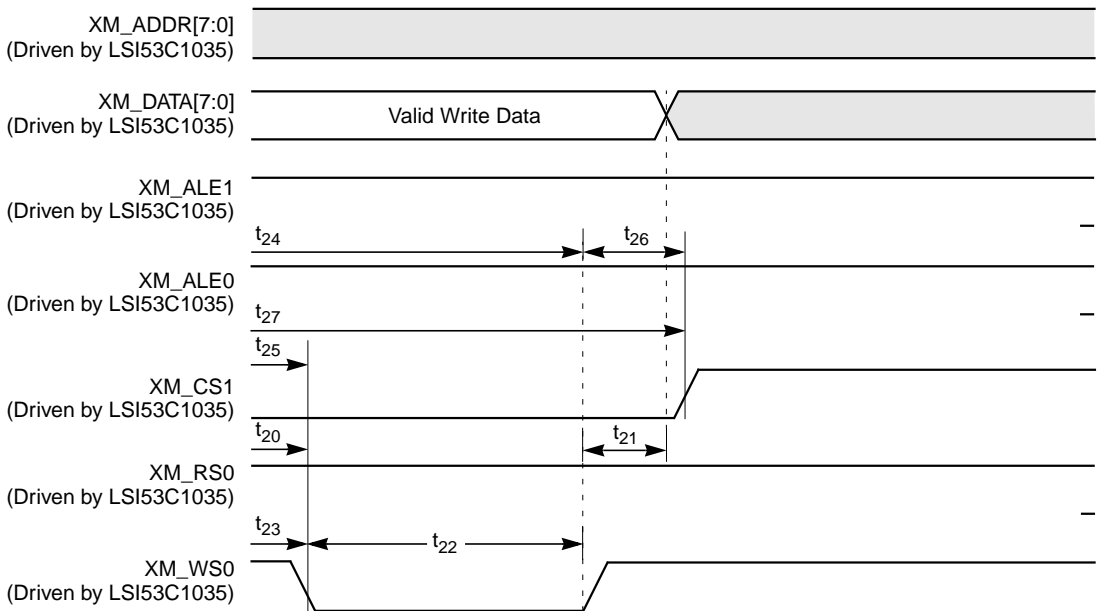 XM_ADDR[7:0]
(Driven by LSI53C1035)
XM_DATA[7:0]
(Driven by LSI53C1035)
Valid Write Data
XM_ALE1
(Driven by LSI53C1035)
t24
t26
XM_ALE0
(Driven by LSI53C1035)
t27
t25
XM_CS1
(Driven by LSI53C1035)
t20
t21
XM_RS0
(Driven by LSI53C1035)
t23
t22
XM_WS0
(Driven by LSI53C1035)